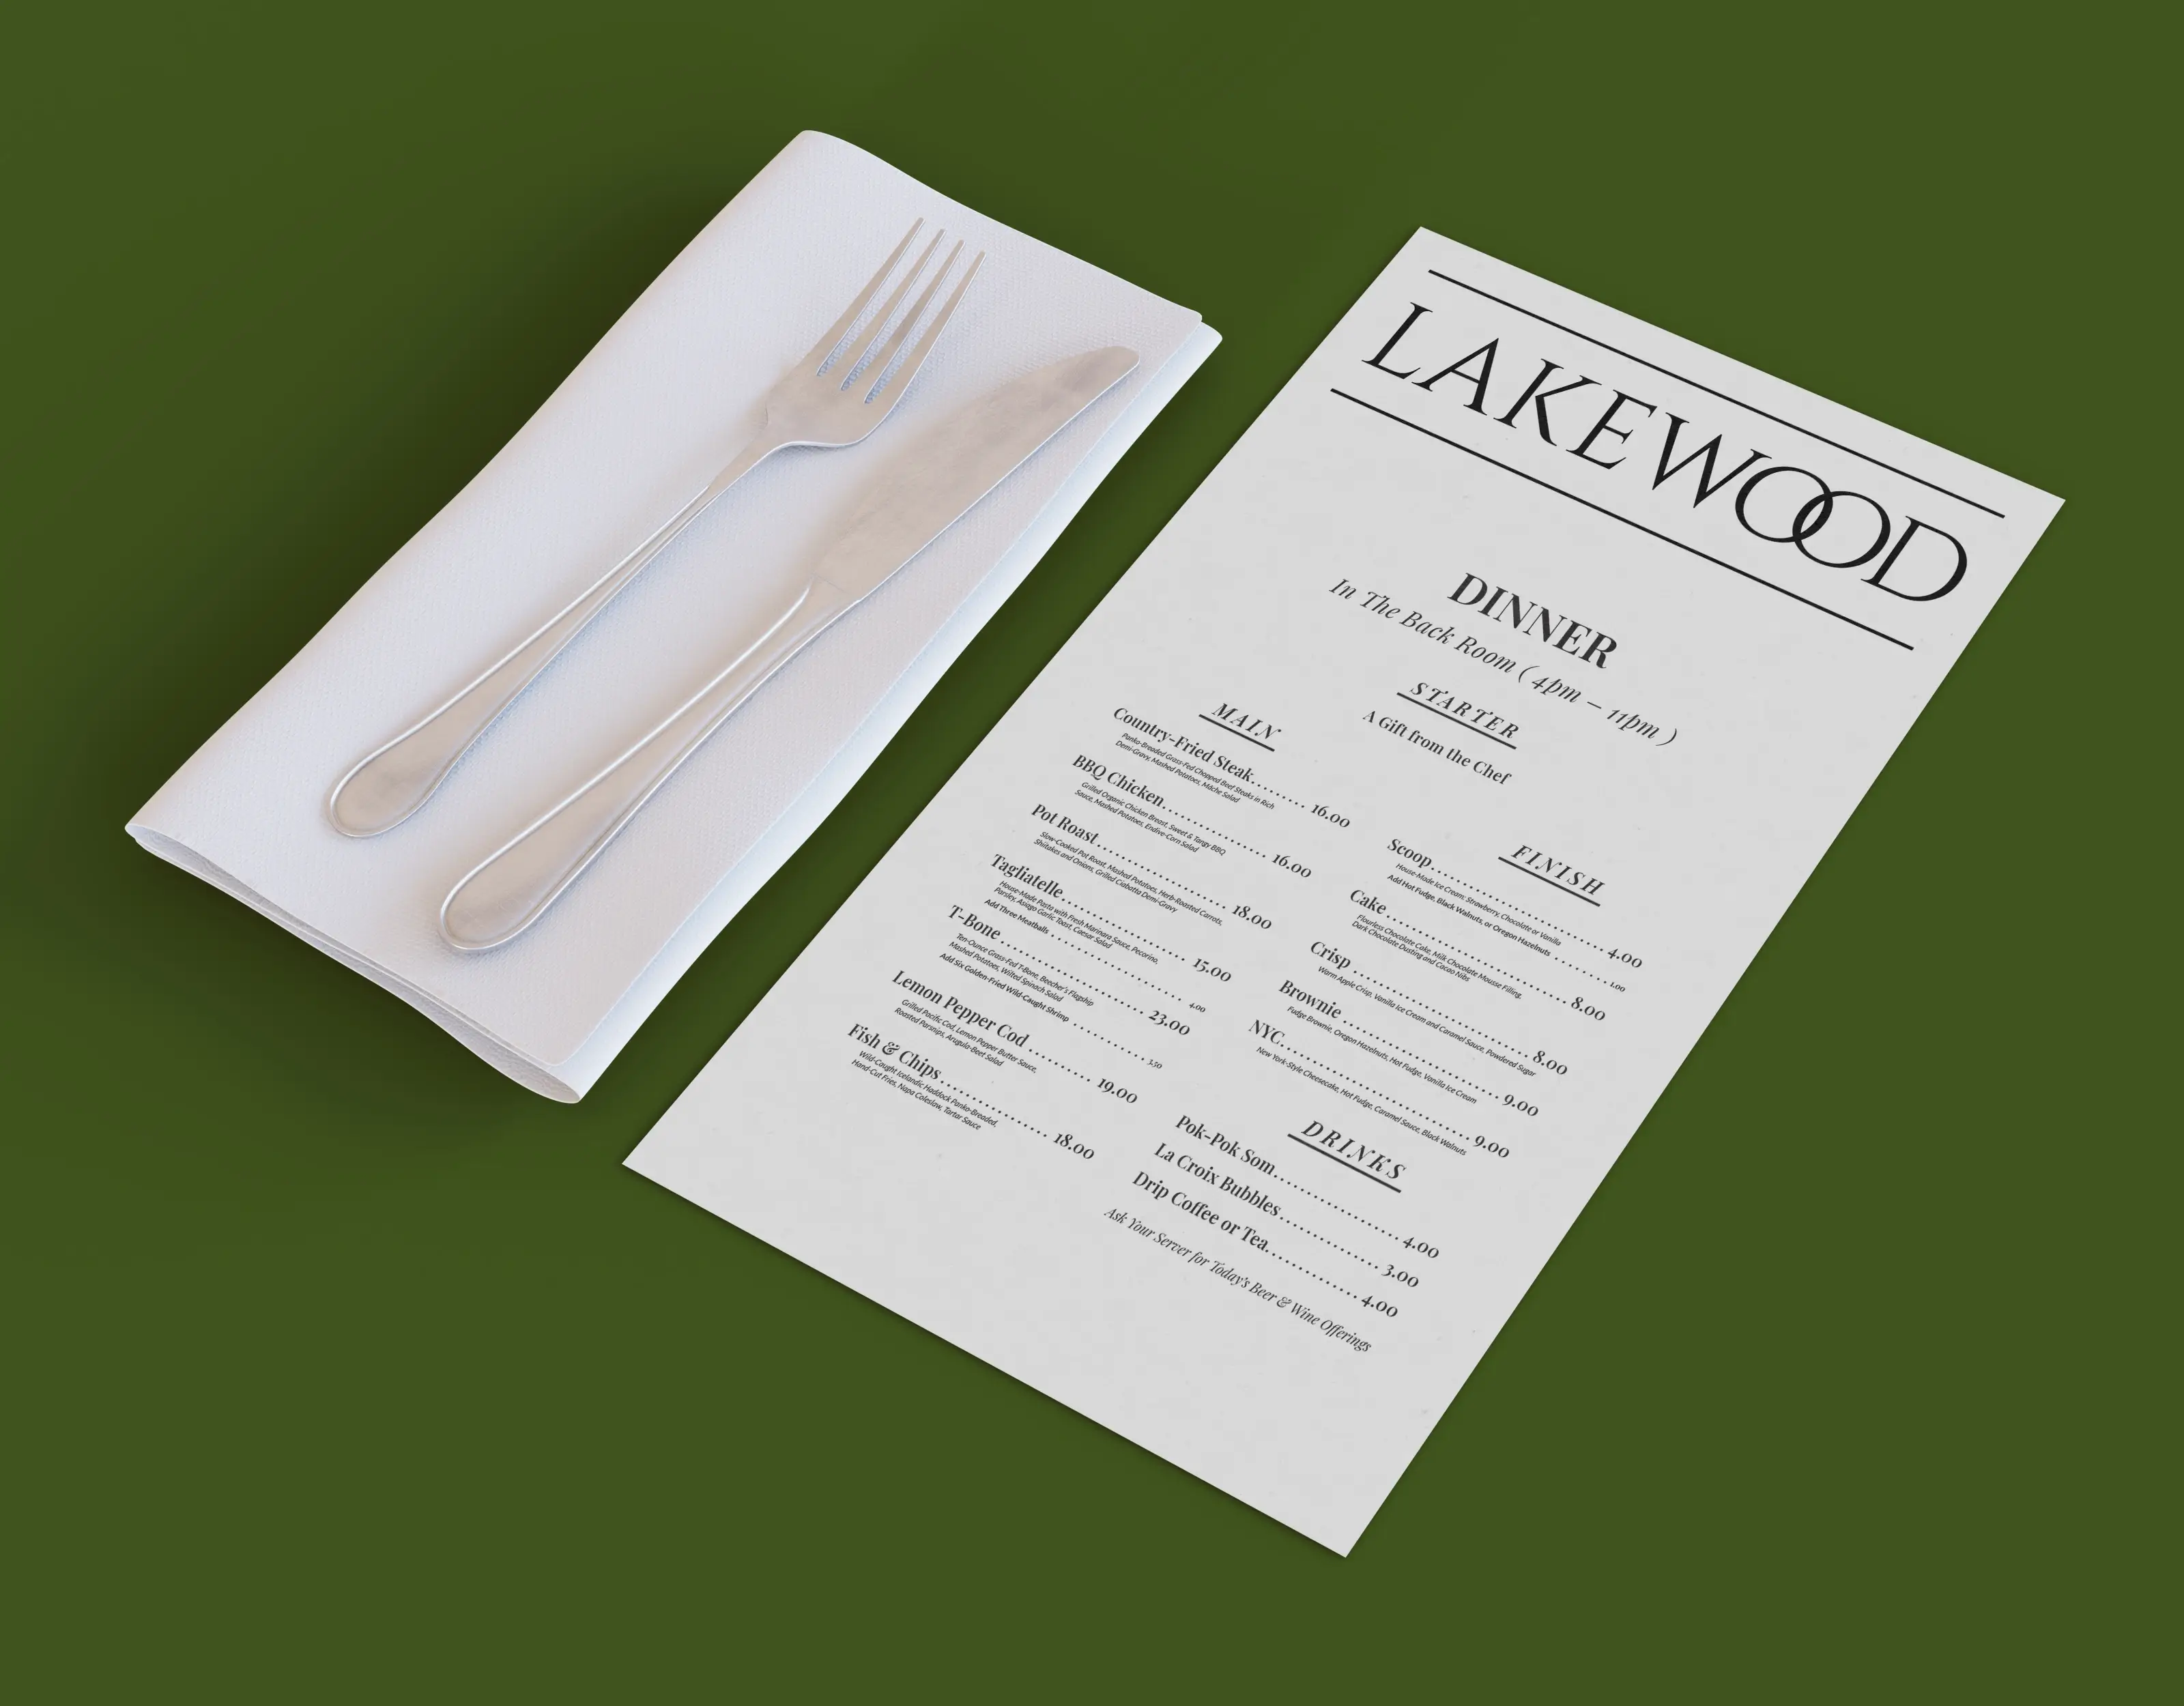 LAKEWOOD
DINNER
In The Back Room ( 4pm – 11pm )
STARTER
A Gift from the Chef
MAIN
Country-Fried Steak.......... 16.00
Panko-Breaded Grass-Fed Chopped Beef Steaks in Rich
Demi-Gravy, Mashed Potatoes, Mâche Salad
BBQ Chicken.................... 16.00
Grilled Organic Chicken Breast, Sweet & Tangy BBQ
Sauce, Mashed Potatoes, Endive-Corn Salad
Pot Roast......................... 18.00
Slow-Cooked Pot Roast, Mashed Potatoes, Herb-Roasted Carrots,
Shiitakes and Onions, Grilled Ciabatta Demi-Gravy
Tagliatelle........................ 15.00
House-Made Pasta with Fresh Marinara Sauce, Pecorino,
Parsley, Asiago Garlic Toast, Caesar Salad
Add Three Meatballs ......................... 4.00
T-Bone............................ 23.00
Ten-Ounce Grass-Fed T-Bone, Beecher's Flagship
Mashed Potatoes, Wilted Spinach Salad
Add Six Golden-Fried Wild-Caught Shrimp ............... 3.50
Lemon Pepper Cod ........... 19.00
Grilled Pacific Cod, Lemon Pepper Butter Sauce,
Roasted Parsnips, Arugula-Beet Salad
Fish & Chips.................... 18.00
Wild-Caught Icelandic Haddock Panko-Breaded,
Hand-Cut Fries, Napa Coleslaw, Tartar Sauce
FINISH
Scoop................................ 4.00
House-Made Ice Cream: Strawberry, Chocolate or Vanilla
Add Hot Fudge, Black Walnuts, or Oregon Hazelnuts ............ 1.00
Cake................................. 8.00
Flourless Chocolate Cake, Milk Chocolate Mousse Filling,
Dark Chocolate Dusting and Cacao Nibs
Crisp ................................ 8.00
Warm Apple Crisp, Vanilla Ice Cream and Caramel Sauce, Powdered Sugar
Brownie ............................ 9.00
Fudge Brownie, Oregon Hazelnuts, Hot Fudge, Vanilla Ice Cream
NYC.................................. 9.00
New York-Style Cheesecake, Hot Fudge, Caramel Sauce, Black Walnuts
DRINKS
Pok-Pok Som..................... 4.00
La Croix Bubbles................ 3.00
Drip Coffee or Tea............... 4.00
Ask Your Server for Today's Beer & Wine Offerings